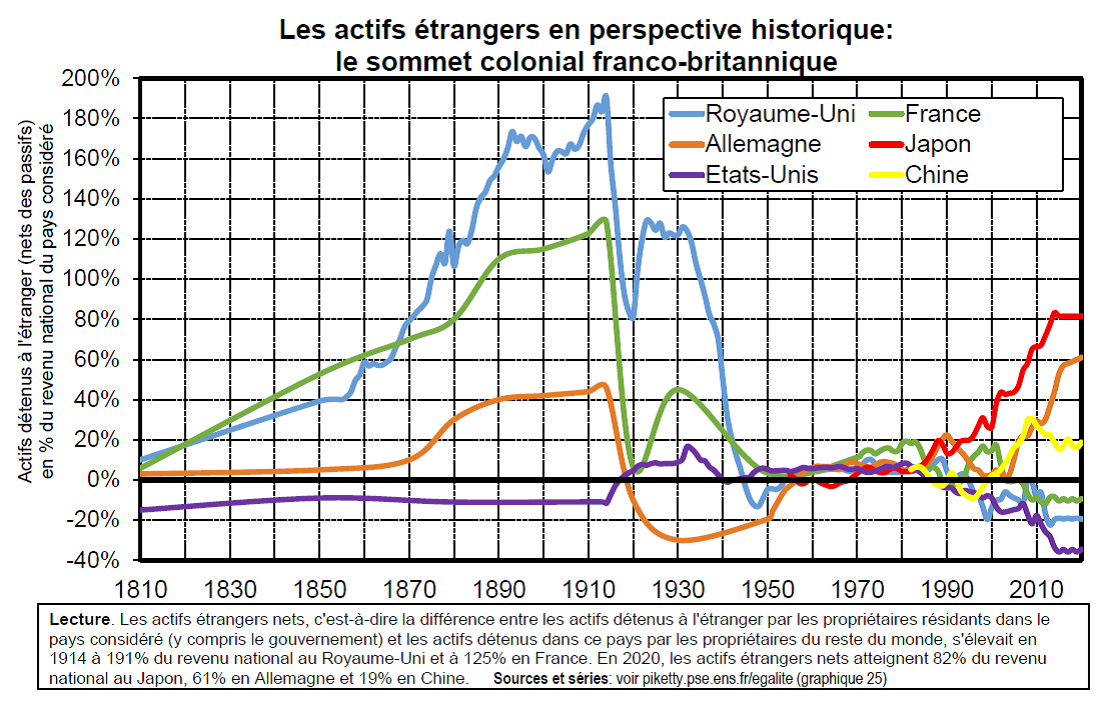 Les actifs étrangers en perspective historique:
le sommet colonial franco-britannique
Actifs détenus à l'étranger (nets des passifs)
en % du revenu national du pays considéré
200%
180%
160%
140%
120%
100%
80%
60%
40%
20%
0%
-20%
-40%
Royaume-Uni
France
Allemagne
Japon
Etats-Unis
Chine
1810
1830
1850
1870
1890
1910
1930
1950
1970
1990
2010
Lecture. Les actifs étrangers nets, c'est-à-dire la différence entre les actifs détenus à l'étranger par les propriétaires résidants dans le
pays considéré (y compris le gouvernement) et les actifs détenus dans ce pays par les propriétaires du reste du monde, s'élevait en
1914 à 191% du revenu national au Royaume-Uni et à 125% en France. En 2020, les actifs étrangers nets atteignent 82% du revenu
national au Japon, 61% en Allemagne et 19% en Chine. Sources et séries: voir piketty.pse.ens.fr/egalite (graphique 25)